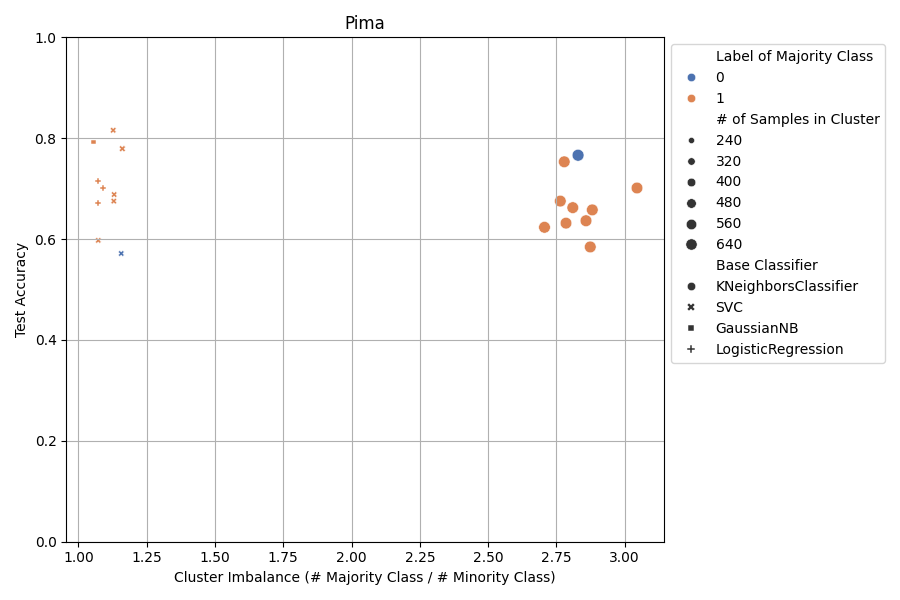 Pima
1.0
0.8
0.6
0.4
0.2
0.0
Test Accuracy
1.00 1.25 1.50 1.75 2.00 2.25 2.50 2.75 3.00
Cluster Imbalance (# Majority Class / # Minority Class)
Label of Majority Class
0
1
# of Samples in Cluster
240
320
400
480
560
640
Base Classifier
KNeighborsClassifier
SVC
GaussianNB
LogisticRegression